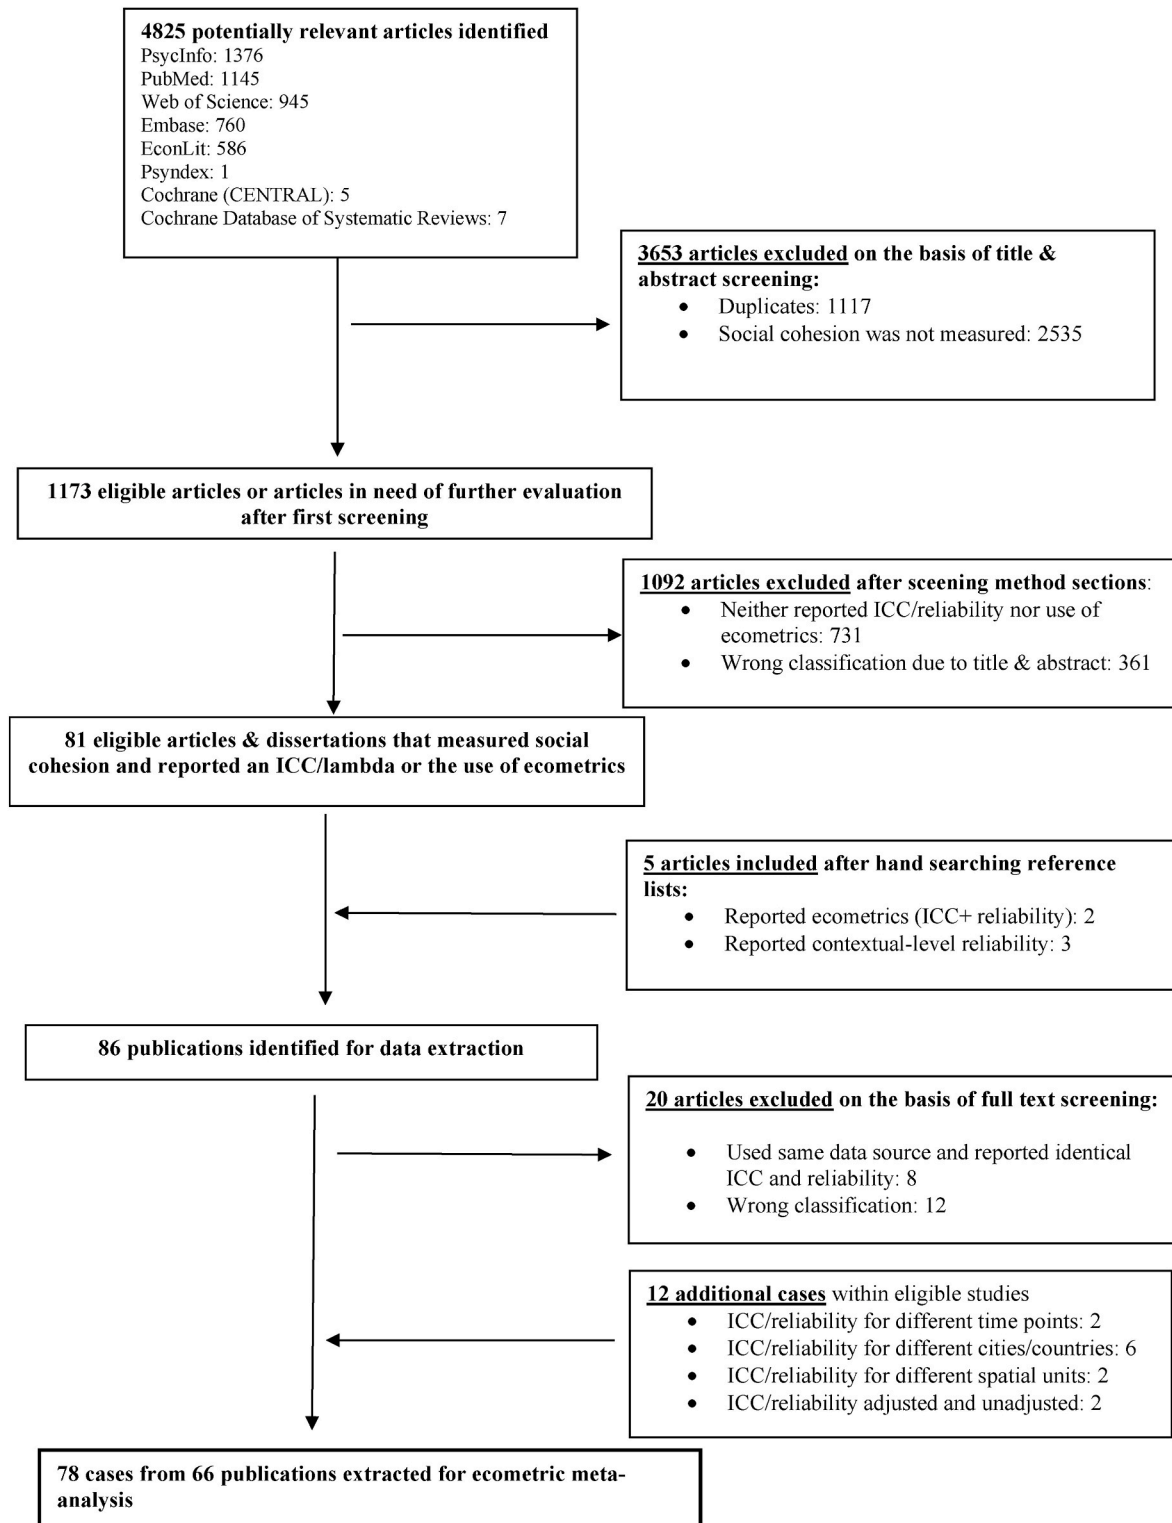 4825 potentially relevant articles identified
PsycInfo: 1376
PubMed: 1145
Web of Science: 945
Embase: 760
EconLit: 586
Psyndex: 1
Cochrane (CENTRAL): 5
Cochrane Database of Systematic Reviews: 7
3653 articles excluded on the basis of title &
abstract screening:
• Duplicates: 1117
• Social cohesion was not measured: 2535
1173 eligible articles or articles in need of further evaluation
after first screening
1092 articles excluded after sceening method sections:
• Neither reported ICC/reliability nor use of
ecometrics: 731
• Wrong classification due to title & abstract: 361
81 eligible articles & dissertations that measured social
cohesion and reported an ICC/lambda or the use of ecometrics
5 articles included after hand searching reference
lists:
• Reported ecometrics (ICC+ reliability): 2
• Reported contextual-level reliability: 3
86 publications identified for data extraction
20 articles excluded on the basis of full text screening:
• Used same data source and reported identical
ICC and reliability: 8
• Wrong classification: 12
12 additional cases within eligible studies
• ICC/reliability for different time points: 2
• ICC/reliability for different cities/countries: 6
• ICC/reliability for different spatial units: 2
• ICC/reliability adjusted and unadjusted: 2
78 cases from 66 publications extracted for ecometric meta-
analysis